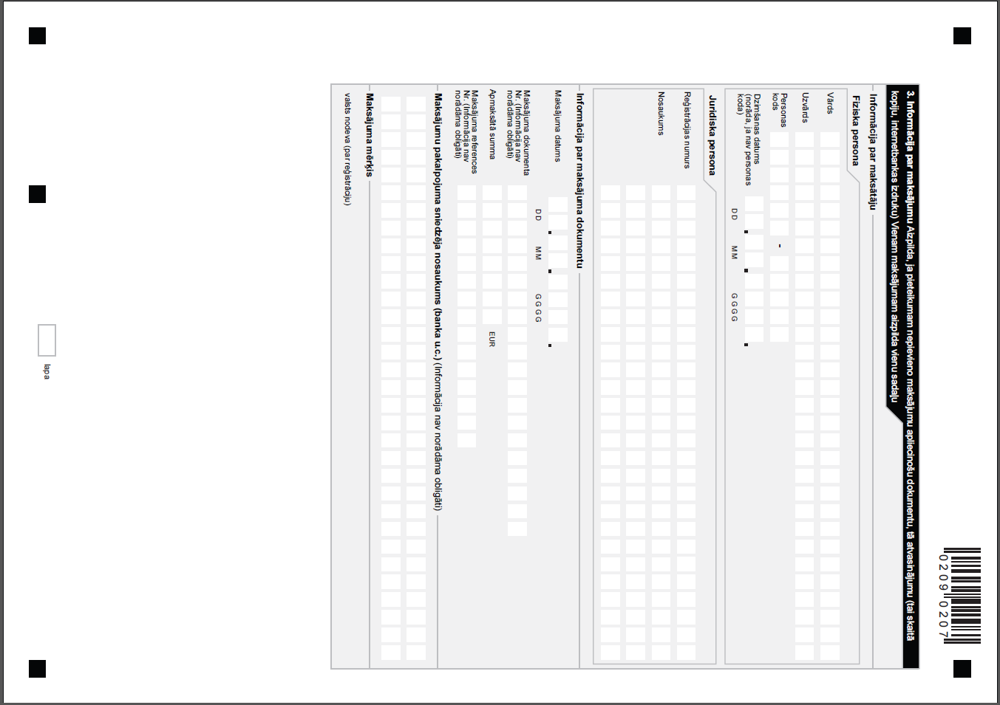 0209 0207
3. Informācija par maksājumu Aizpilda, ja pieteikumam nepievieno maksājumu apliecinošu dokumentu, tā atvasinājumu (tai skaitā
kopiju, internetbankas izdruku) Vienam maksājumam aizpilda vienu sadaļu
Informācija par maksātāju
Fiziska persona
Vārds
Uzvārds
Personas
kods
-
Dzimšanas datums
(norāda, ja nav personas
koda)
DD MM GGGG
Juridiska persona
Reģistrācijas numurs
Nosaukums
Informācija par maksājuma dokumentu
Maksājuma datums
DD MM GGGG
Maksājuma dokumenta
Nr. (Informācija nav
norādāma obligāti)
Apmaksātā summa
EUR
Maksājuma references
Nr. (Informācija nav
norādāma obligāti)
Maksājumu pakalpojuma sniedzēja nosaukums (banka u.c.) (Informācija nav norādāma obligāti)
Maksājuma mērķis
valsts nodeva (par reģistrāciju)
lapa